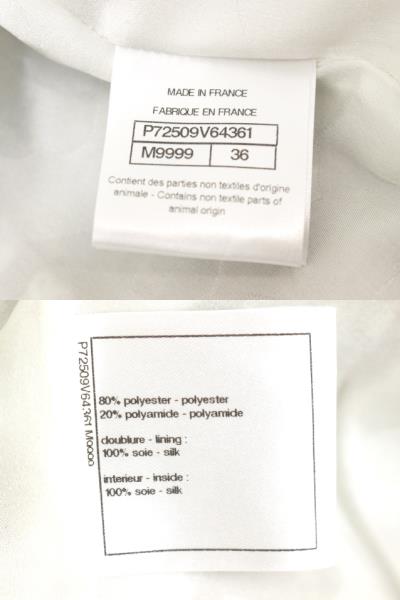 MADE IN FRANCE
FABRIQUE EN FRANCE
P72509V64361
M9999 36
Contient des parties non textiles d'origine
animale - Contains non textile parts of
animal origin
P72509V64361 M9999
80% polyester - polyester
20% polyamide - polyamide
doublure - lining :
100% soie - silk
interieur - inside :
100% soie - silk